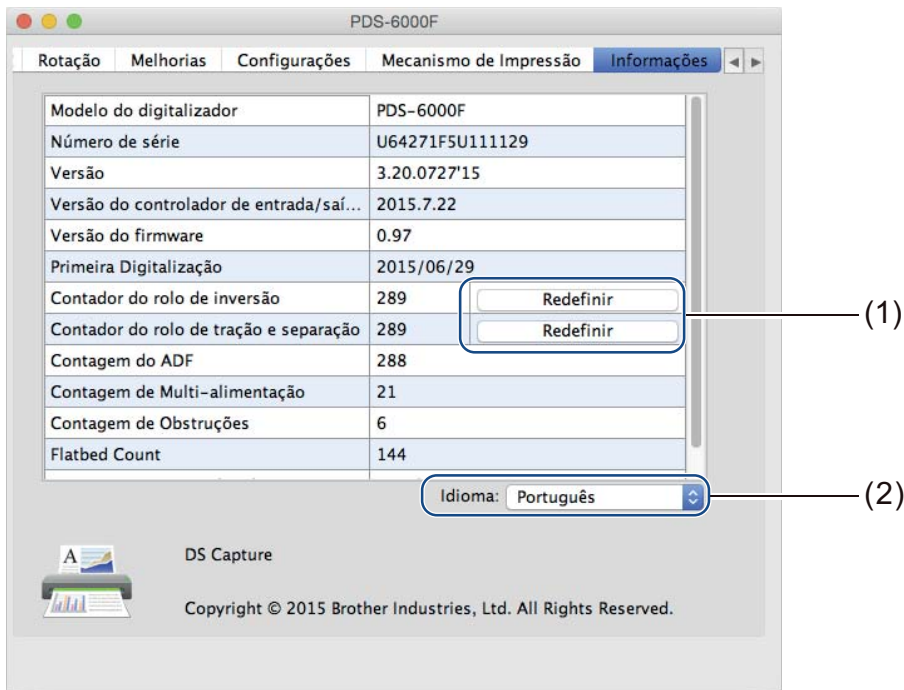 PDS-6000F
Rotação Melhorias Configurações Mecanismo de Impressão Informações
Modelo do digitalizador PDS-6000F
Número de série U64271F5U111129
Versão 3.20.0727'15
Versão do controlador de entrada/saí... 2015.7.22
Versão do firmware 0.97
Primeira Digitalização 2015/06/29
Contador do rolo de inversão 289 Redefinir
(1)
Contador do rolo de tração e separação 289 Redefinir
Contagem do ADF 288
Contagem de Multi-alimentação 21
Contagem de Obstruções 6
Flatbed Count 144
Idioma: Português
(2)
A
DS Capture
Copyright © 2015 Brother Industries, Ltd. All Rights Reserved.